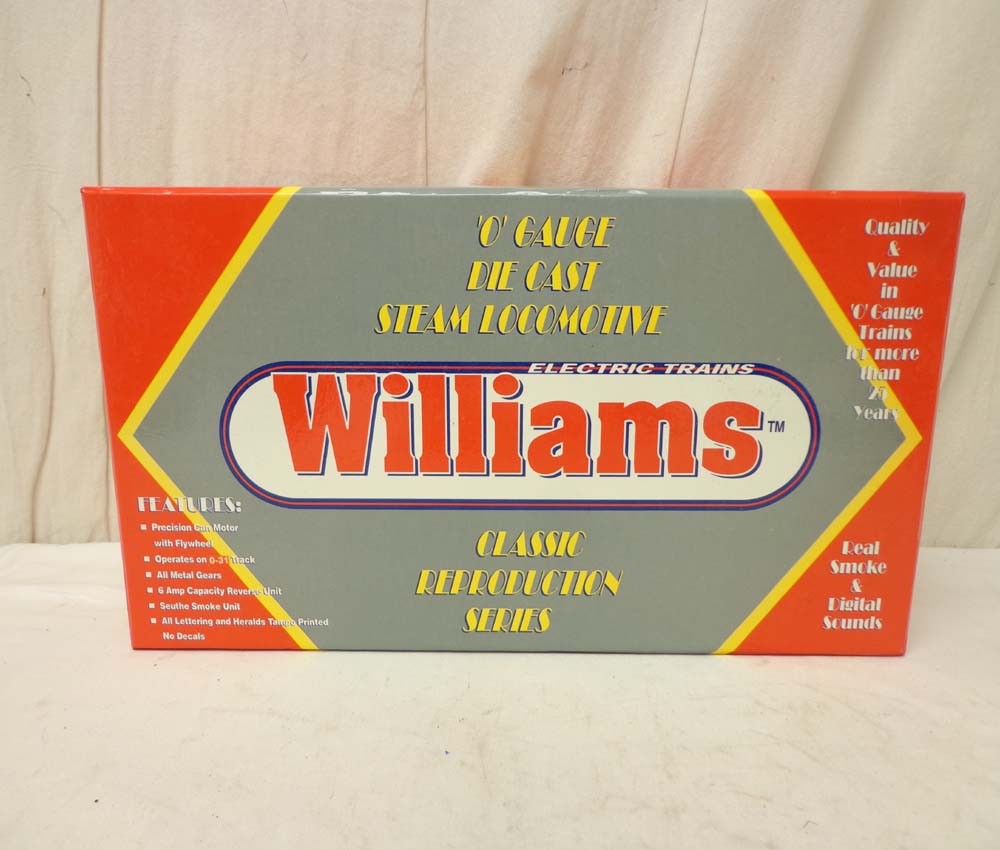 'O' GAUGE
DIE CAST
STEAM LOCOMOTIVE
ELECTRIC TRAINS
Williams™
CLASSIC
REPRODUCTION
SERIES
Quality
&
Value
in
'O' Gauge
Trains
for more
than
25
Years
FEATURES:
■ Precision Can Motor
with Flywheel
■ Operates on 0-31 Track
■ All Metal Gears
■ 6 Amp Capacity Reverse Unit
■ Seuthe Smoke Unit
■ All Lettering and Heralds Tampo Printed
No Decals
Real
Smoke
&
Digital
Sounds